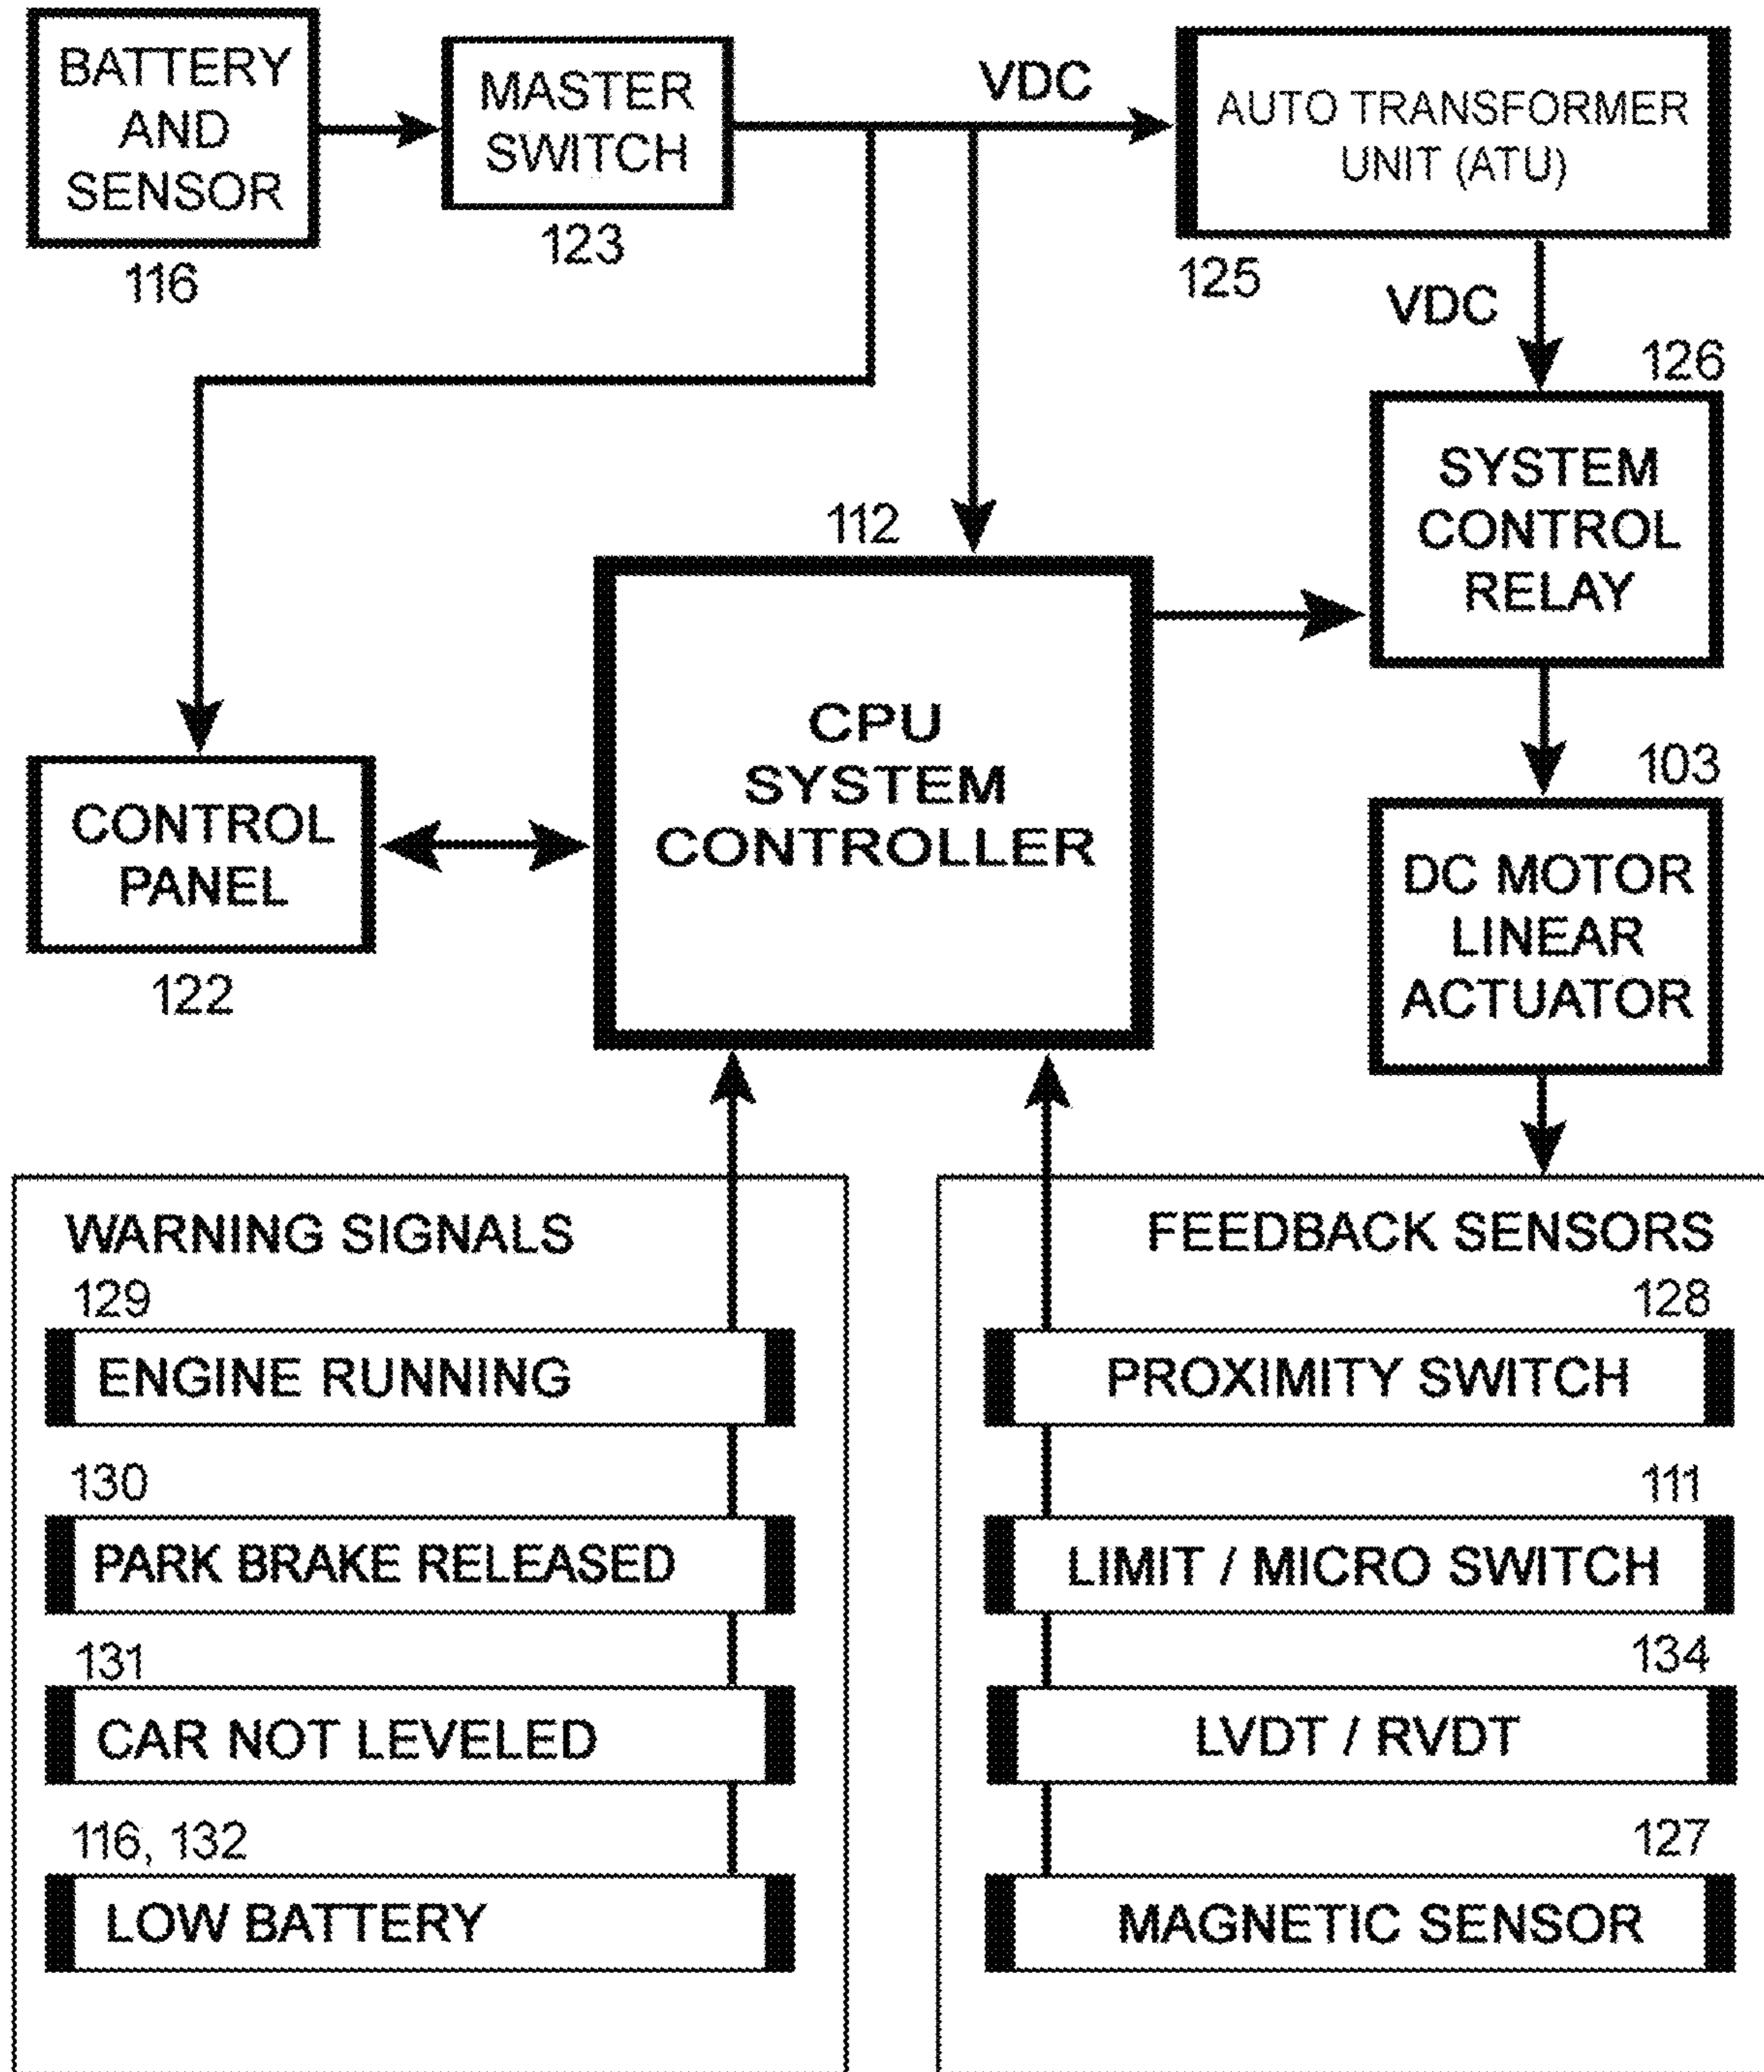 BATTERY
AND
SENSOR
116
MASTER
SWITCH
123
VDC
AUTO TRANSFORMER
UNIT (ATU)
125
VDC
126
SYSTEM
CONTROL
RELAY
112
CPU
SYSTEM
CONTROLLER
CONTROL
PANEL
122
103
DC MOTOR
LINEAR
ACTUATOR
WARNING SIGNALS
129
ENGINE RUNNING
130
PARK BRAKE RELEASED
131
CAR NOT LEVELED
116, 132
LOW BATTERY
FEEDBACK SENSORS
128
PROXIMITY SWITCH
111
LIMIT / MICRO SWITCH
134
LVDT / RVDT
127
MAGNETIC SENSOR